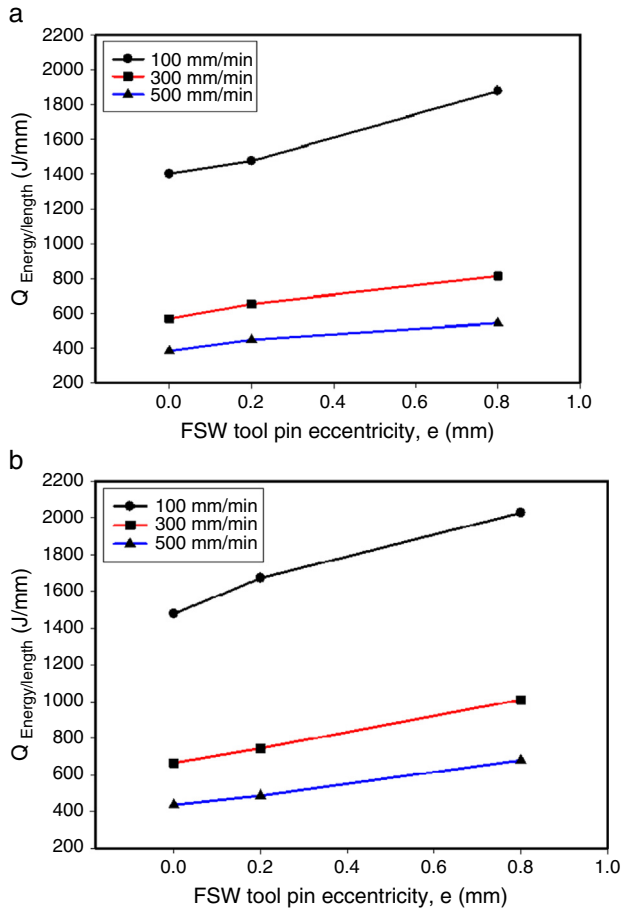 a
2200
2000
1800
1600
1400
1200
1000
800
600
400
200
Q Energy/length (J/mm)
100 mm/min
300 mm/min
500 mm/min
0.0 0.2 0.4 0.6 0.8 1.0
FSW tool pin eccentricity, e (mm)
b
2200
2000
1800
1600
1400
1200
1000
800
600
400
200
Q Energy/length (J/mm)
100 mm/min
300 mm/min
500 mm/min
0.0 0.2 0.4 0.6 0.8 1.0
FSW tool pin eccentricity, e (mm)